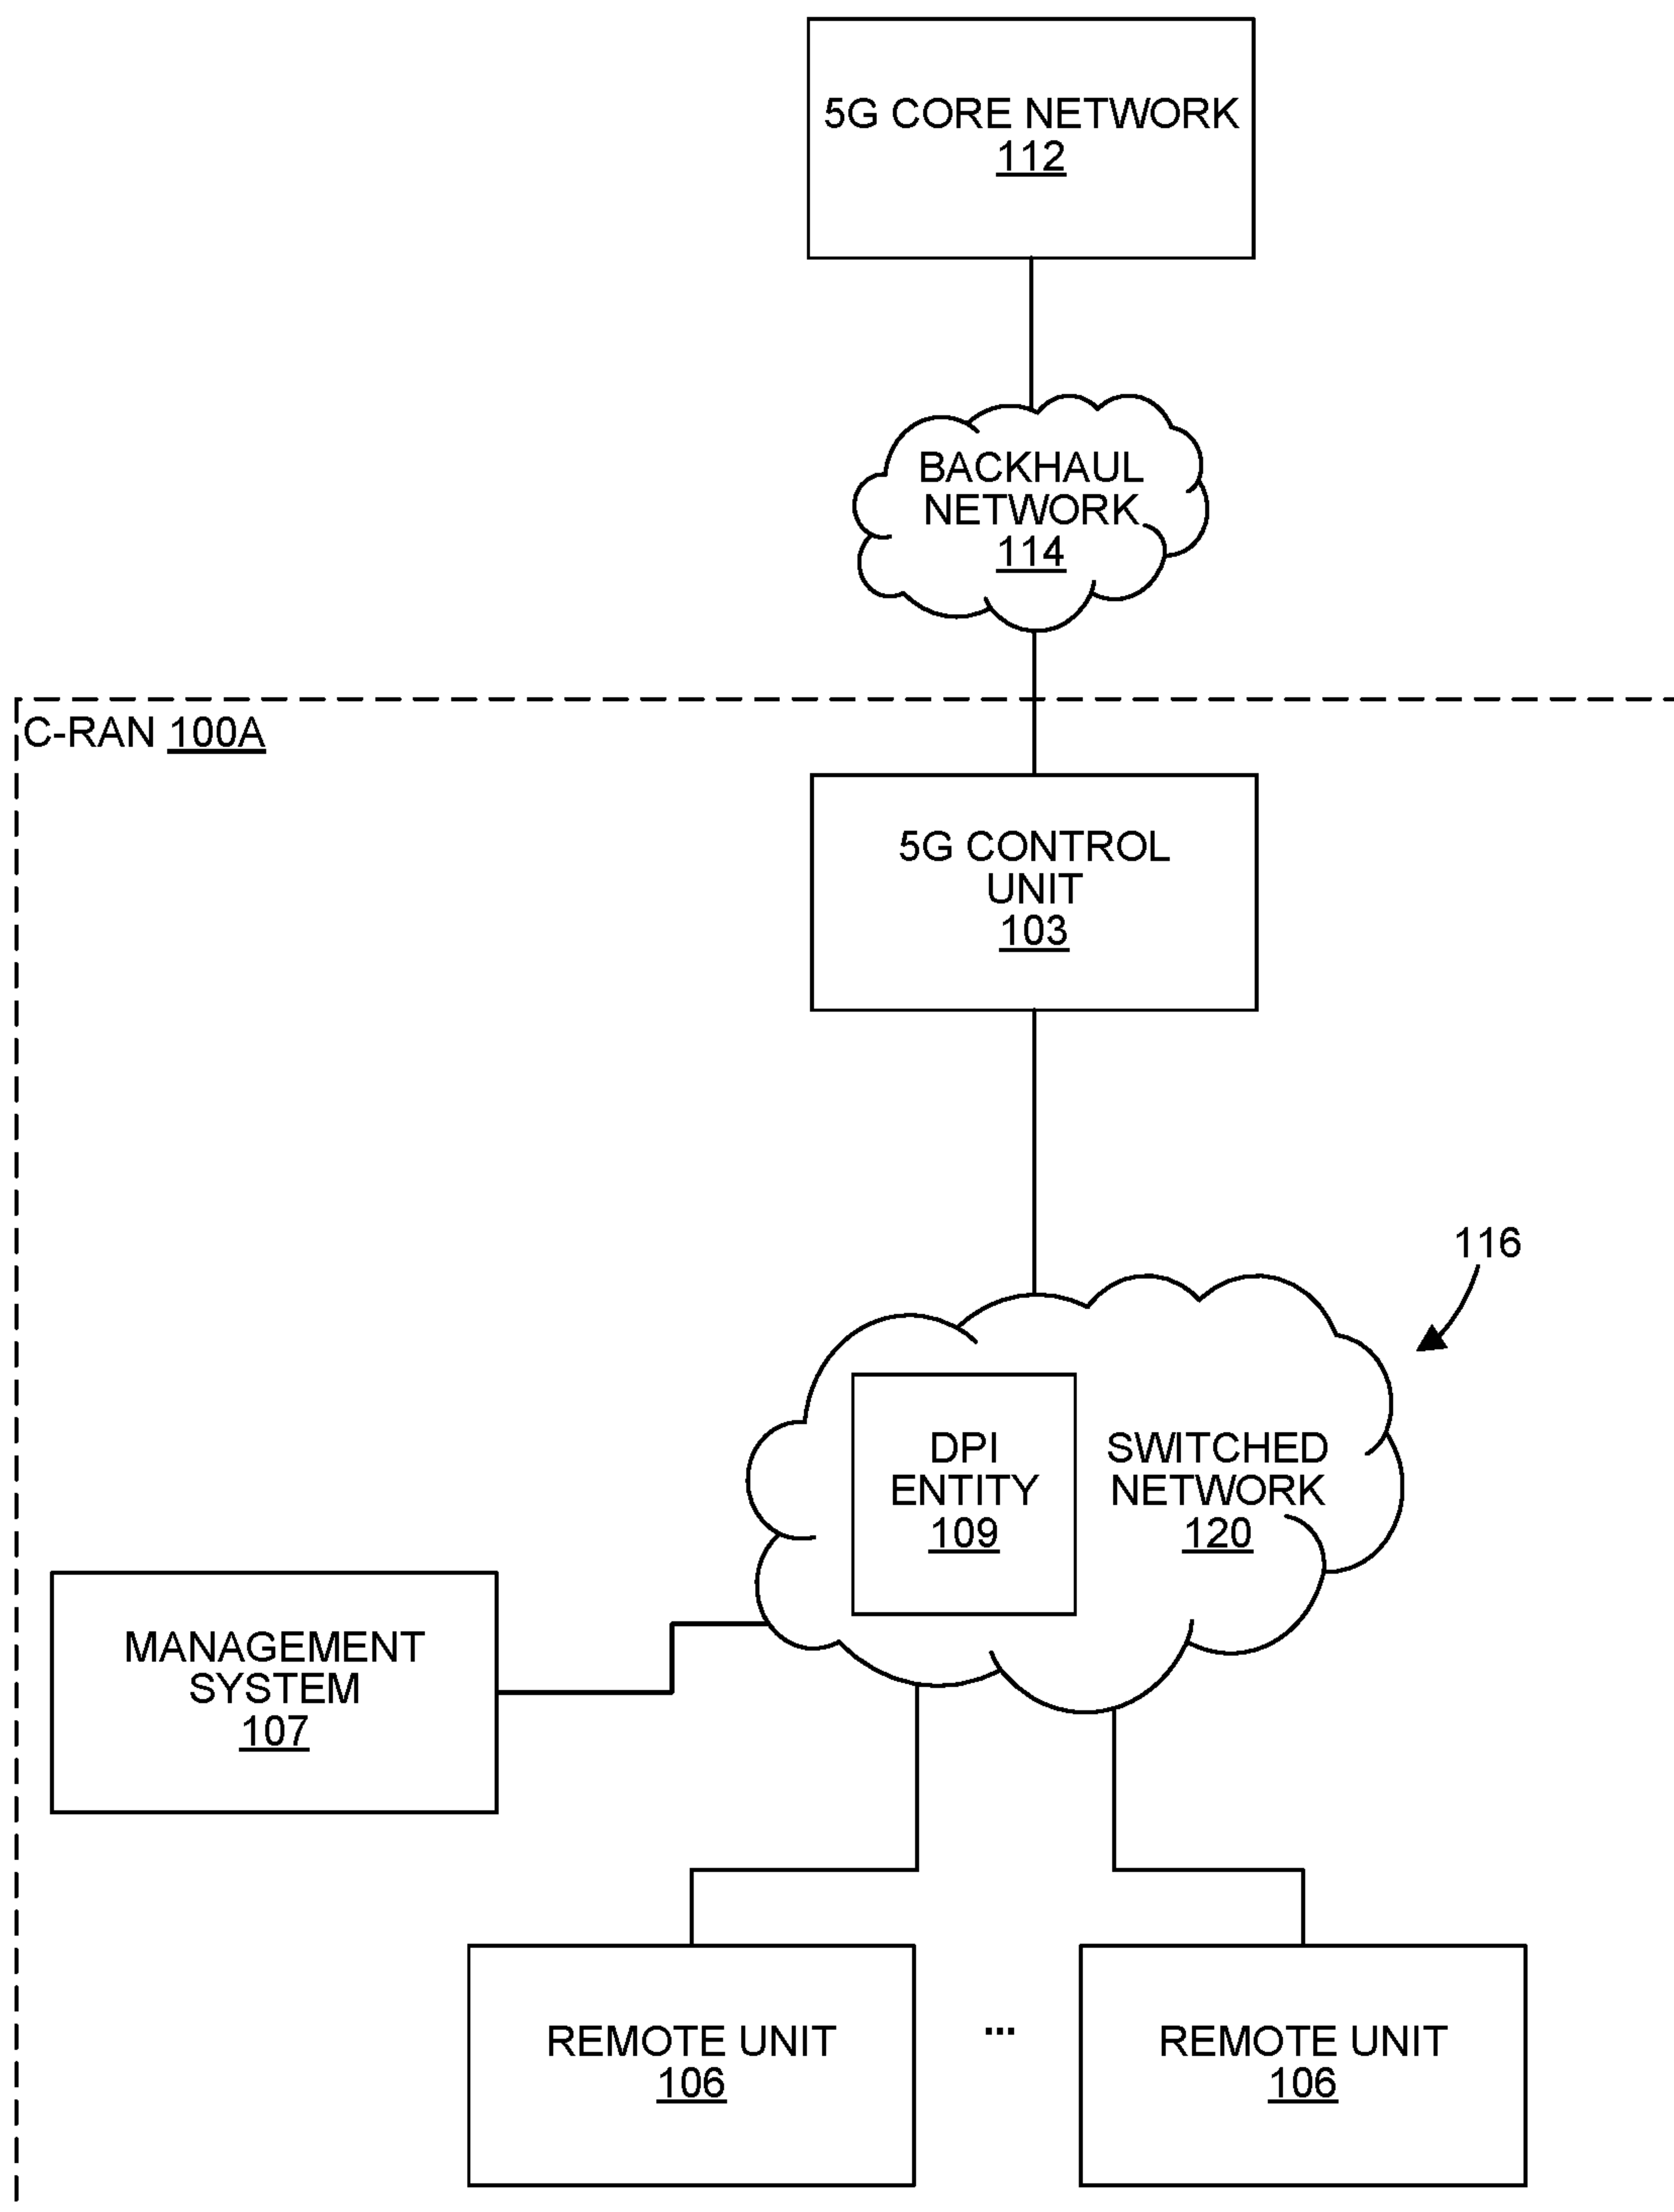 5G CORE NETWORK
112
BACKHAUL
NETWORK
114
C-RAN 100A
5G CONTROL
UNIT
103
116
DPI
ENTITY
109
SWITCHED
NETWORK
120
MANAGEMENT
SYSTEM
107
REMOTE UNIT
106
...
REMOTE UNIT
106